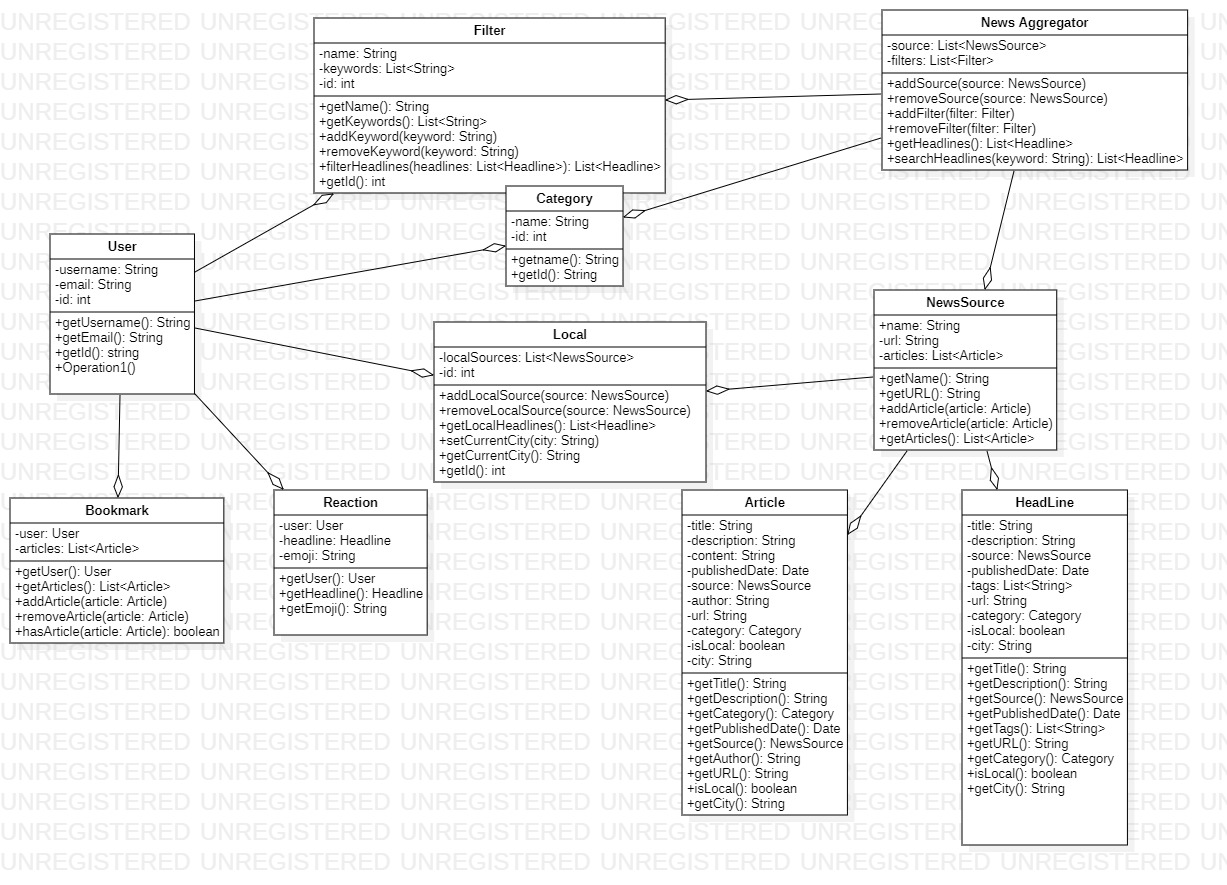 Filter
-name: String
-keywords: List<String>
-id: int
+getName(): String
+getKeywords(): List<String>
+addKeyword(keyword: String)
+removeKeyword(keyword: String)
+filterHeadlines(headlines: List<Headline>): List<Headline>
+getId(): int
News Aggregator
-source: List<NewsSource>
-filters: List<Filter>
+addSource(source: NewsSource)
+removeSource(source: NewsSource)
+addFilter(filter: Filter)
+removeFilter(filter: Filter)
+getHeadlines(): List<Headline>
+searchHeadlines(keyword: String): List<Headline>
Category
-name: String
-id: int
+getname(): String
+getId(): String
User
-username: String
-email: String
-id: int
+getUsername(): String
+getEmail(): String
+getId(): string
+Operation1()
Local
-localSources: List<NewsSource>
-id: int
+addLocalSource(source: NewsSource)
+removeLocalSource(source: NewsSource)
+getLocalHeadlines(): List<Headline>
+setCurrentCity(city: String)
+getCurrentCity(): String
+getId(): int
NewsSource
+name: String
-url: String
-articles: List<Article>
+getName(): String
+getURL(): String
+addArticle(article: Article)
+removeArticle(article: Article)
+getArticles(): List<Article>
Bookmark
-user: User
-articles: List<Article>
+getUser(): User
+getArticles(): List<Article>
+addArticle(article: Article)
+removeArticle(article: Article)
+hasArticle(article: Article): boolean
Reaction
-user: User
-headline: Headline
-emoji: String
+getUser(): User
+getHeadline(): Headline
+getEmoji(): String
Article
-title: String
-description: String
-content: String
-publishedDate: Date
-source: NewsSource
-author: String
-url: String
-category: Category
-isLocal: boolean
-city: String
+getTitle(): String
+getDescription(): String
+getCategory(): Category
+getPublishedDate(): Date
+getSource(): NewsSource
+getAuthor(): String
+getURL(): String
+isLocal(): boolean
+getCity(): String
HeadLine
-title: String
-description: String
-source: NewsSource
-publishedDate: Date
-tags: List<String>
-url: String
-category: Category
-isLocal: boolean
-city: String
+getTitle(): String
+getDescription(): String
+getSource(): NewsSource
+getPublishedDate(): Date
+getTags(): List<String>
+getURL(): String
+getCategory(): Category
+isLocal(): boolean
+getCity(): String
UNREGISTERED